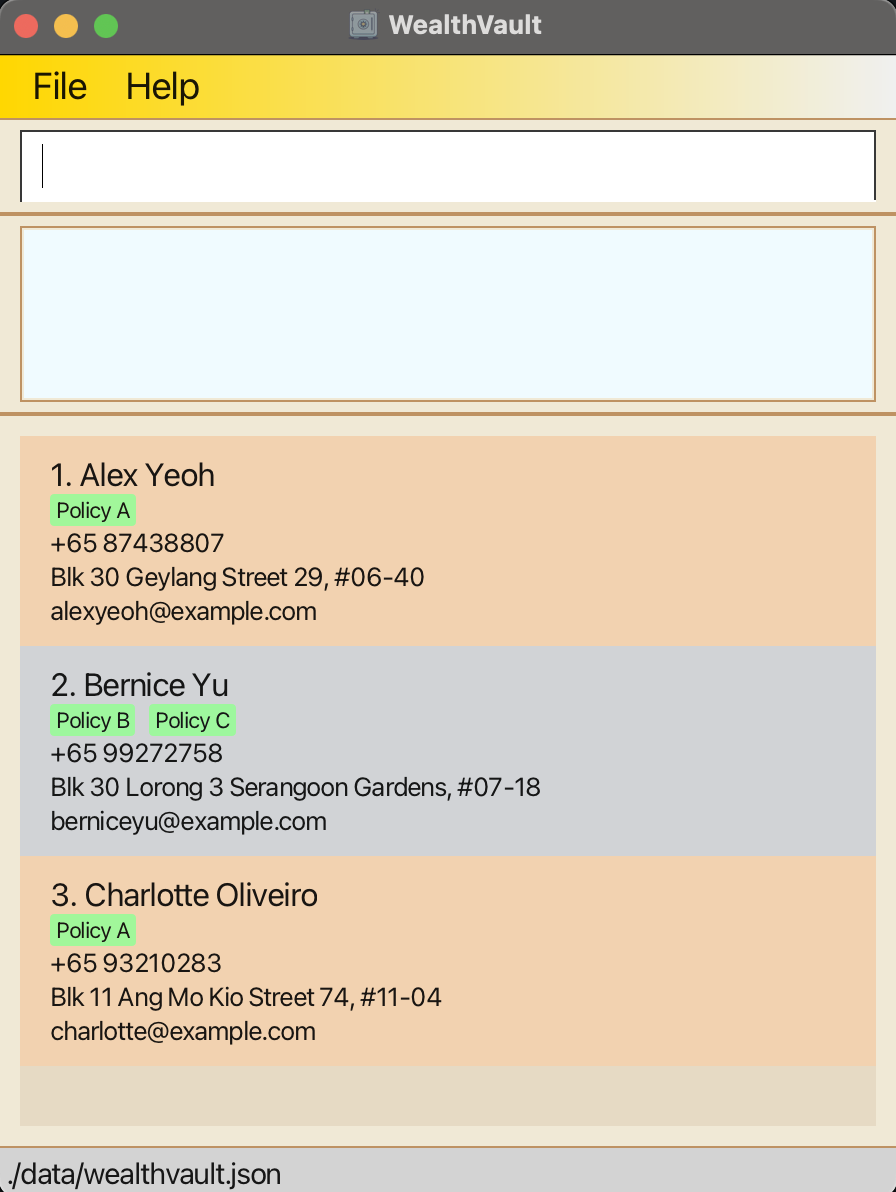 WealthVault
File Help
1. Alex Yeoh
Policy A
+65 87438807
Blk 30 Geylang Street 29, #06-40
alexyeoh@example.com
2. Bernice Yu
Policy B Policy C
+65 99272758
Blk 30 Lorong 3 Serangoon Gardens, #07-18
berniceyu@example.com
3. Charlotte Oliveiro
Policy A
+65 93210283
Blk 11 Ang Mo Kio Street 74, #11-04
charlotte@example.com
./data/wealthvault.json